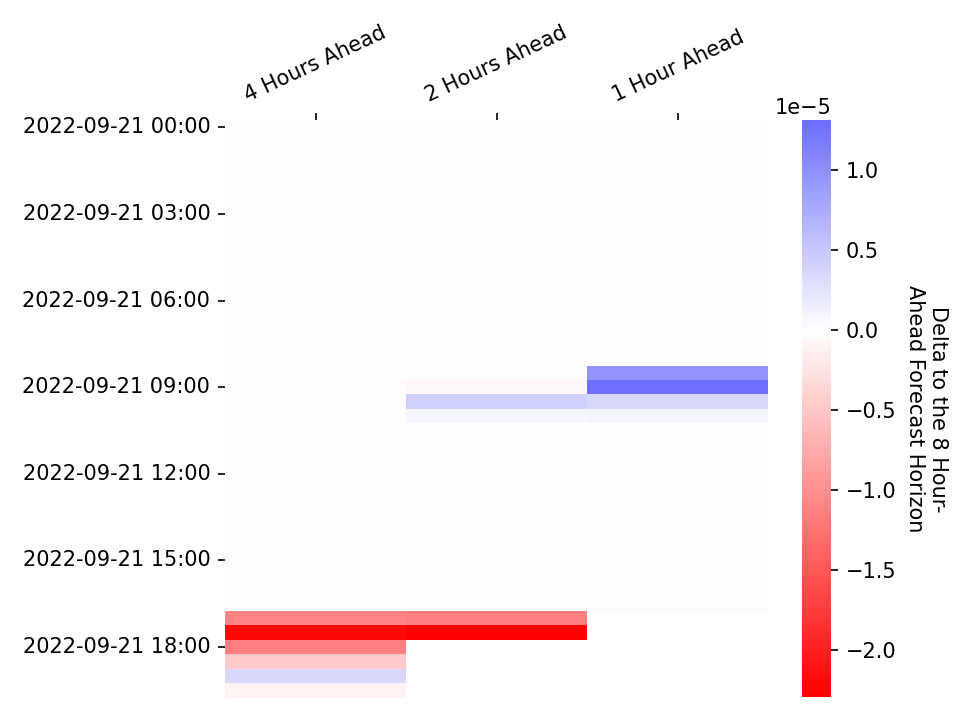 4 Hours Ahead
2 Hours Ahead
1 Hour Ahead
1e−5
2022-09-21 00:00
2022-09-21 03:00
2022-09-21 06:00
2022-09-21 09:00
2022-09-21 12:00
2022-09-21 15:00
2022-09-21 18:00
1.0
0.5
0.0
−0.5
−1.0
−1.5
−2.0
Delta to the 8 Hour-
Ahead Forecast Horizon